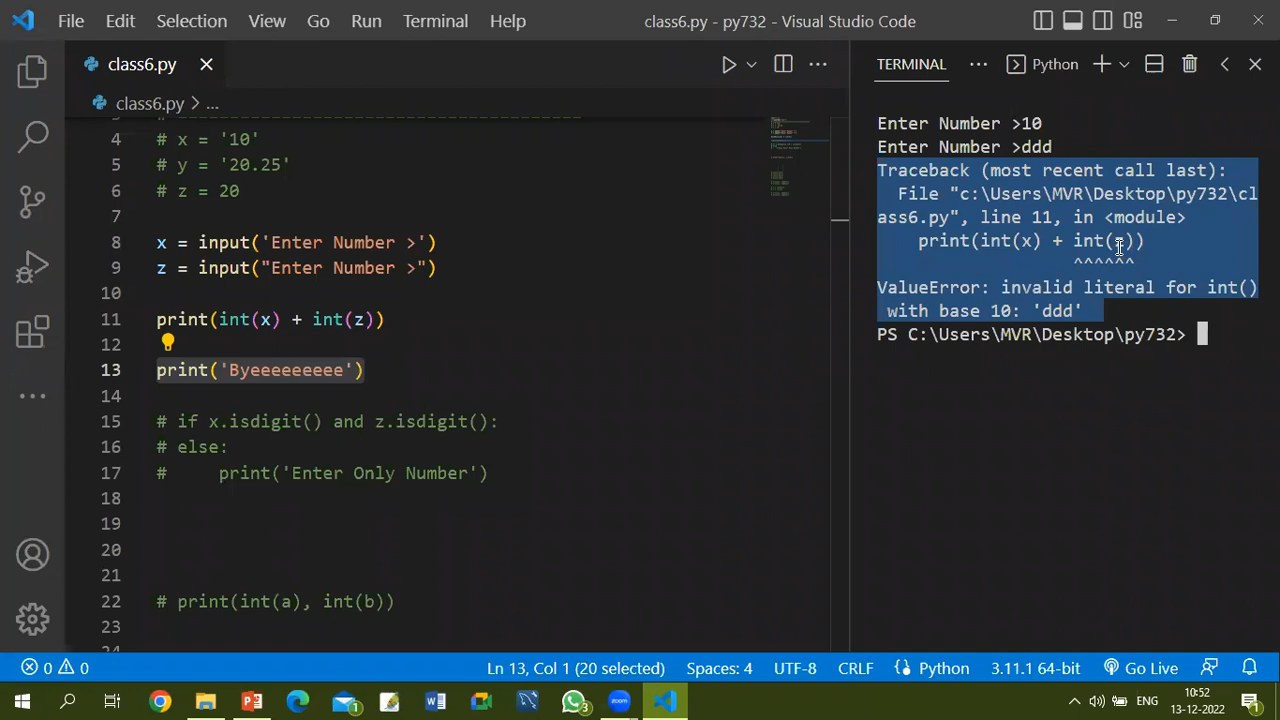 File Edit Selection View Go Run Terminal Help class6.py - py732 - Visual Studio Code
class6.py
class6.py > ...
4 # x = '10'
5 # y = '20.25'
6 # z = 20
7
8 x = input('Enter Number >')
9 z = input("Enter Number >")
10
11 print(int(x) + int(z))
12
13 print('Byeeeeeeeee')
14
15 # if x.isdigit() and z.isdigit():
16 # else:
17 #     print('Enter Only Number')
18
19
20
21
22 # print(int(a), int(b))
23
TERMINAL ... Python
Enter Number >10
Enter Number >ddd
Traceback (most recent call last):
File "c:\Users\MVR\Desktop\py732\cl
ass6.py", line 11, in <module>
print(int(x) + int(z))
^^^^^^
ValueError: invalid literal for int()
with base 10: 'ddd'
PS C:\Users\MVR\Desktop\py732>
0 0 Ln 13, Col 1 (20 selected) Spaces: 4 UTF-8 CRLF Python 3.11.1 64-bit Go Live
1 3 ENG 10:52 1
13-12-2022